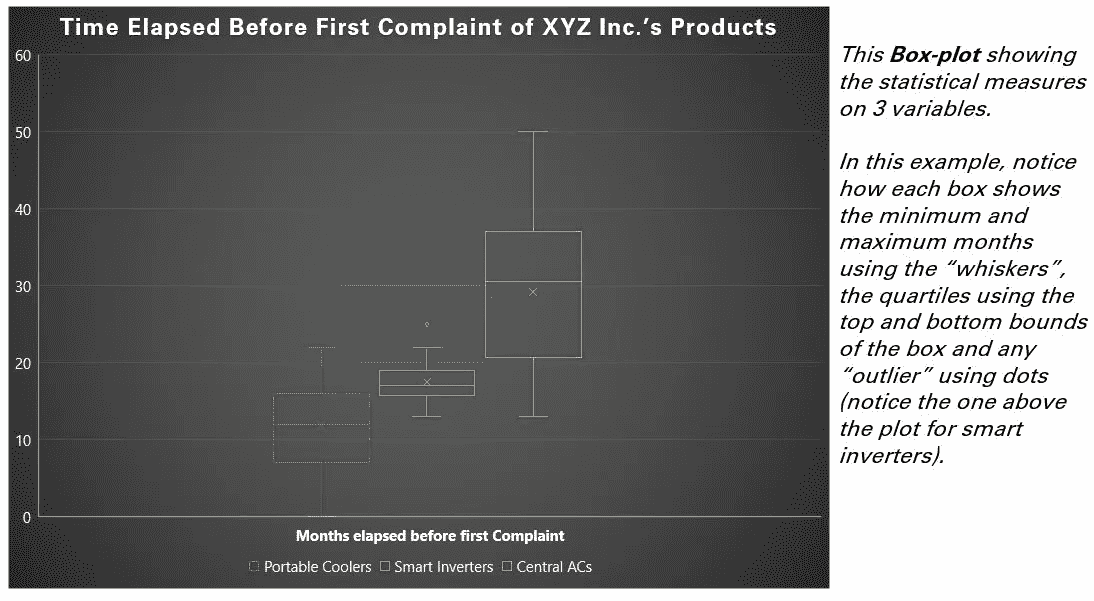 Time Elapsed Before First Complaint of XYZ Inc.'s Products
60
50
40
30
20
10
0
Months elapsed before first Complaint
Portable Coolers Smart Inverters Central ACs
This Box-plot showing
the statistical measures
on 3 variables.
In this example, notice
how each box shows
the minimum and
maximum months
using the “whiskers”,
the quartiles using the
top and bottom bounds
of the box and any
“outlier” using dots
(notice the one above
the plot for smart
inverters).